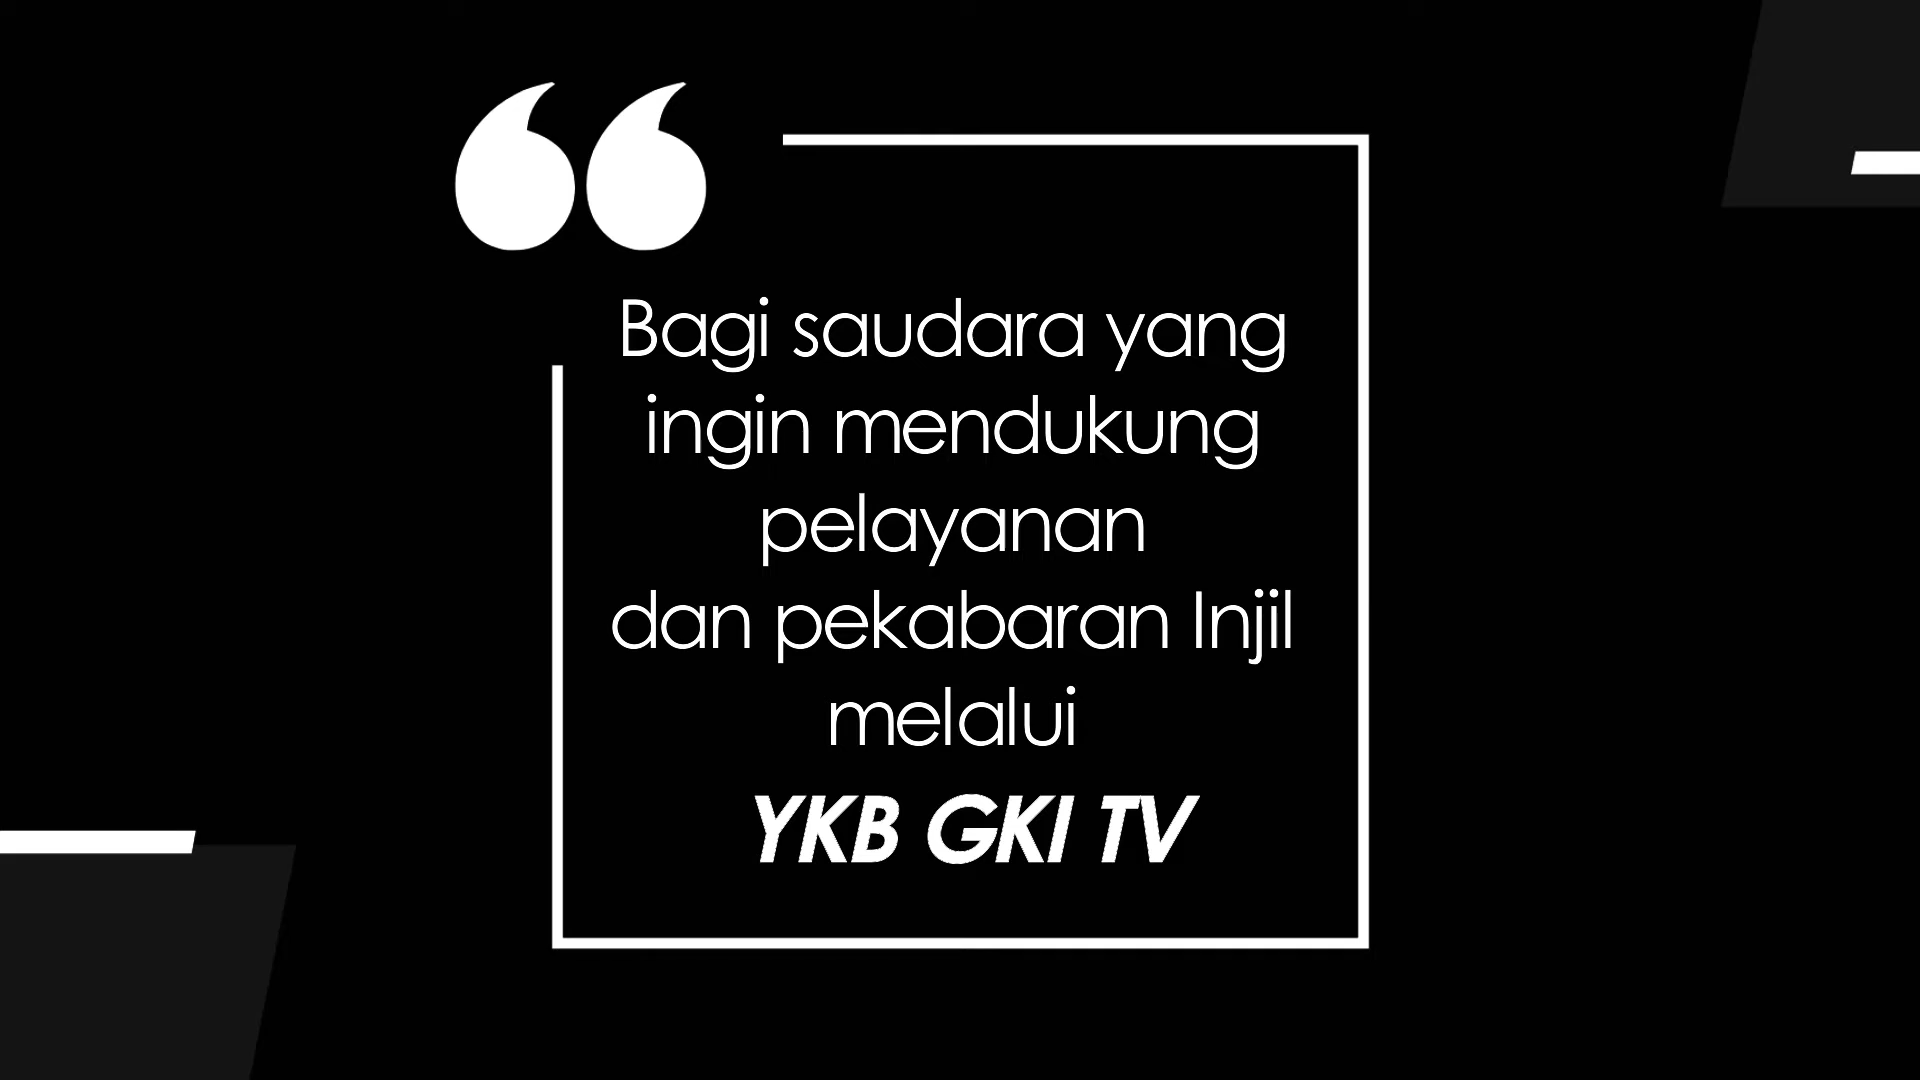 Bagi saudara yang
ingin mendukung
pelayanan
dan pekabaran Injil
melalui
YKB GKI TV